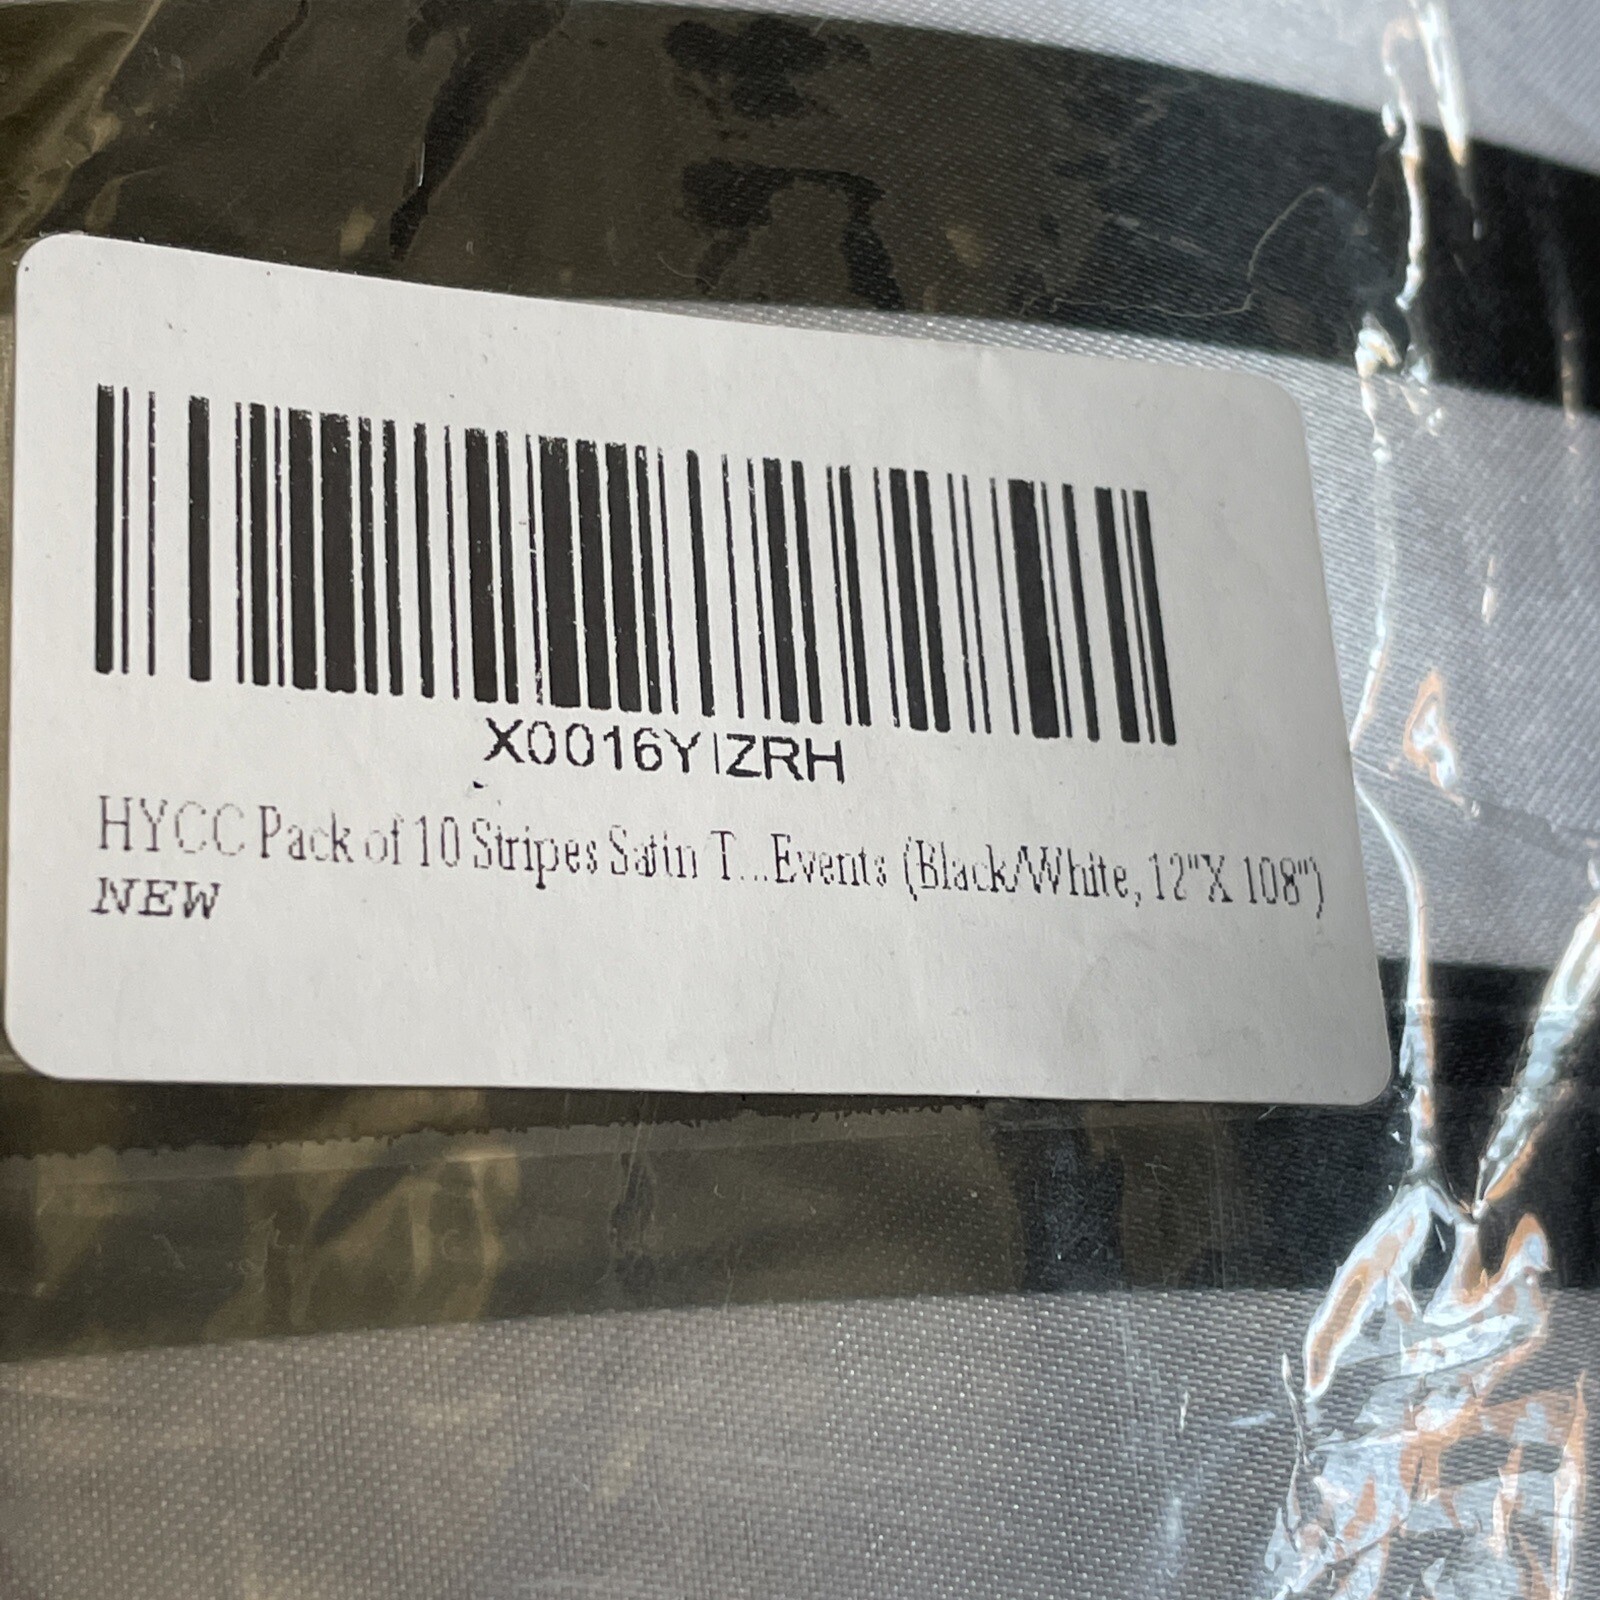 X0016YIZRH
HYCC Pack of 10 Stripes Satin T...Events (Black/White, 12"X 108")
NEW